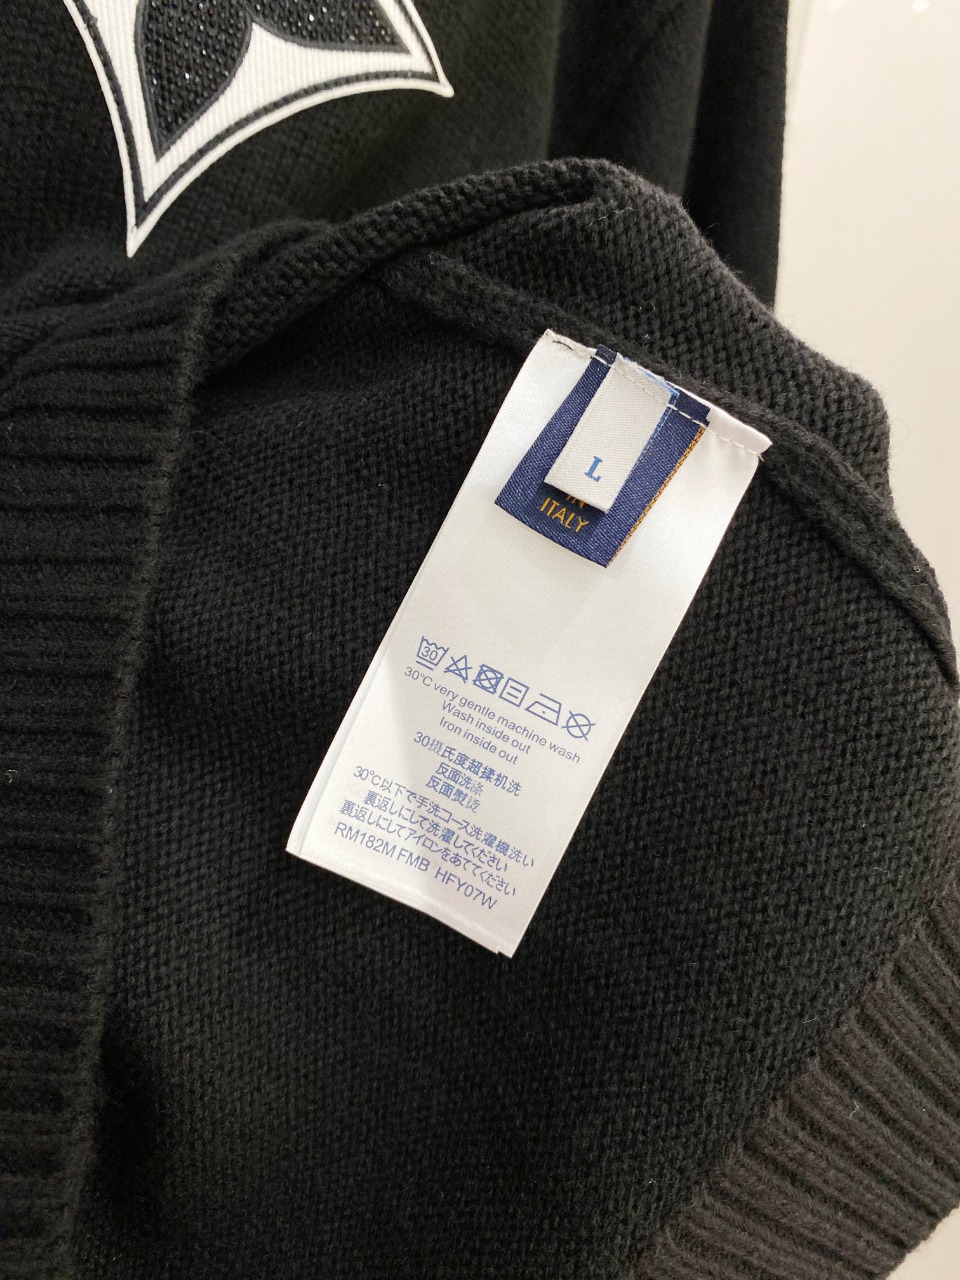 L
IN
ITALY
30
30°C very gentle machine wash
Wash inside out
Iron inside out
30摄氏度超揉机洗
反面洗涤
反面熨烫
30°C以下で手洗コース洗濯機洗い
裏返しにして洗濯してください
裏返しにしてアイロンをあててください
RM182M FMB HFY07W